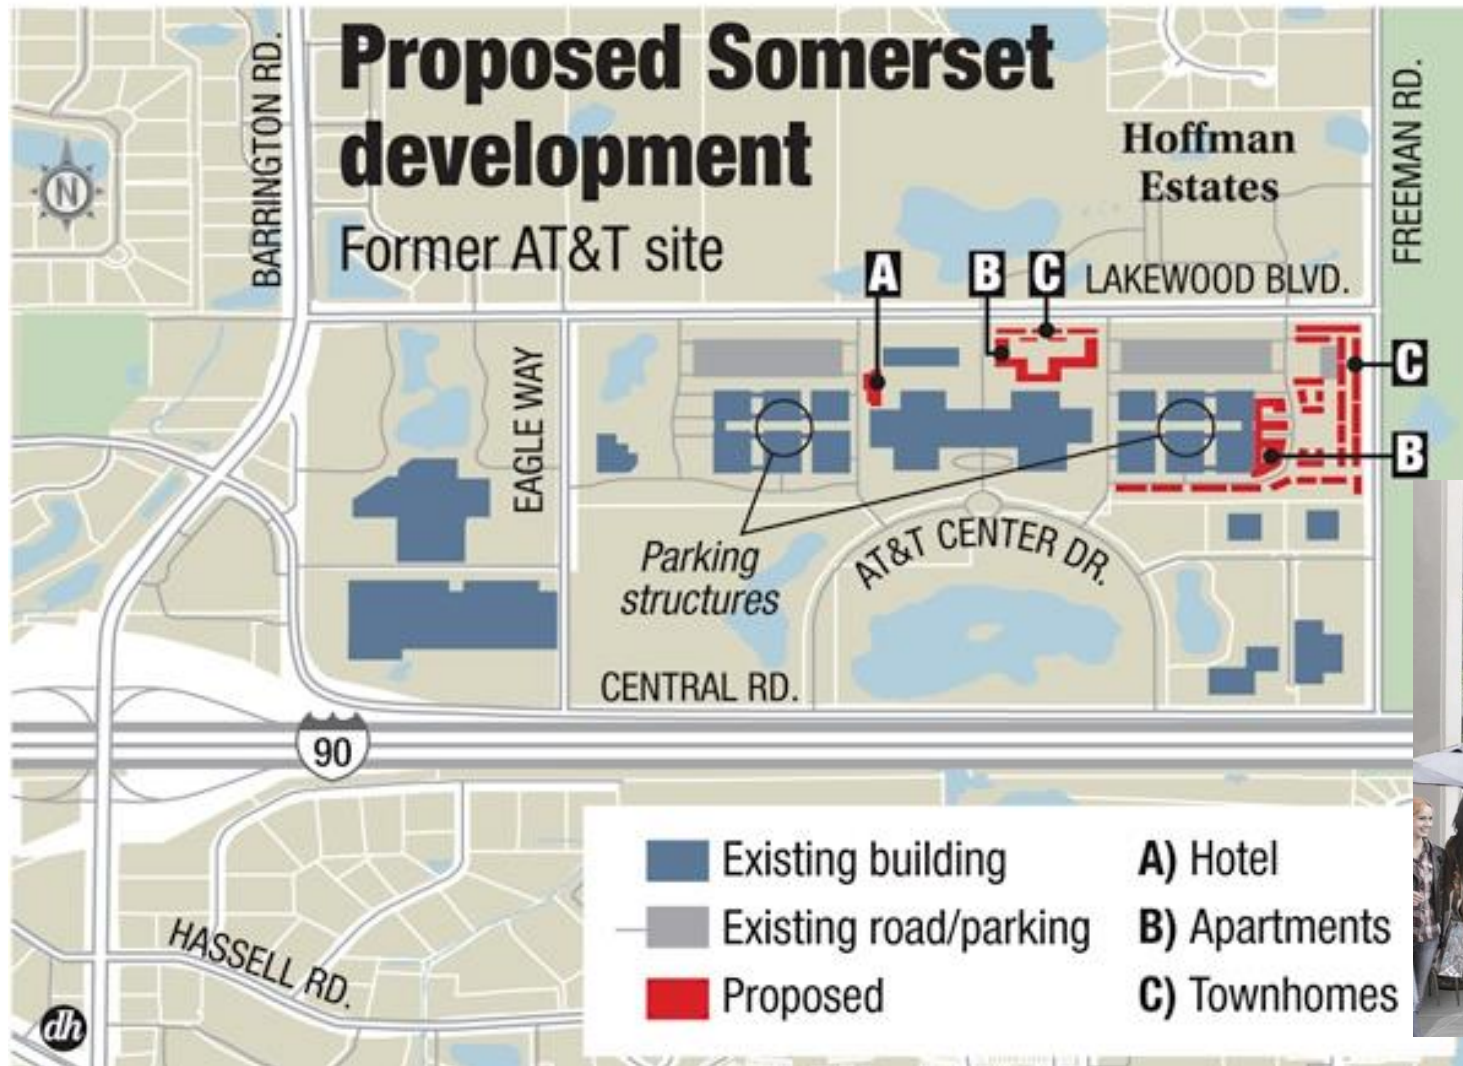 Proposed Somerset
development
Former AT&T site
BARRINGTON RD.
N
Hoffman
Estates
FREEMAN RD.
A
B
C
LAKEWOOD BLVD.
EAGLE WAY
C
B
Parking
structures
AT&T CENTER DR.
CENTRAL RD.
90
HASSELL RD.
Existing building
Existing road/parking
Proposed
A) Hotel
B) Apartments
C) Townhomes
dh